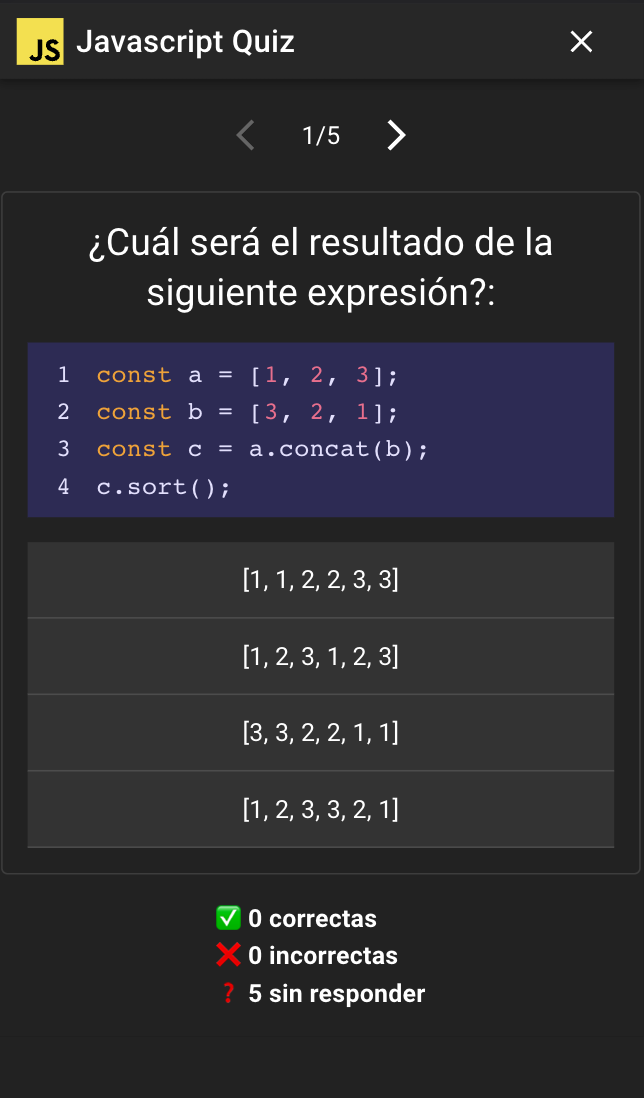 JS Javascript Quiz
1/5
¿Cuál será el resultado de la
siguiente expresión?:
1 const a = [1, 2, 3];
2 const b = [3, 2, 1];
3 const c = a.concat(b);
4 c.sort();
[1, 1, 2, 2, 3, 3]
[1, 2, 3, 1, 2, 3]
[3, 3, 2, 2, 1, 1]
[1, 2, 3, 3, 2, 1]
✅ 0 correctas
❌ 0 incorrectas
❓ 5 sin responder